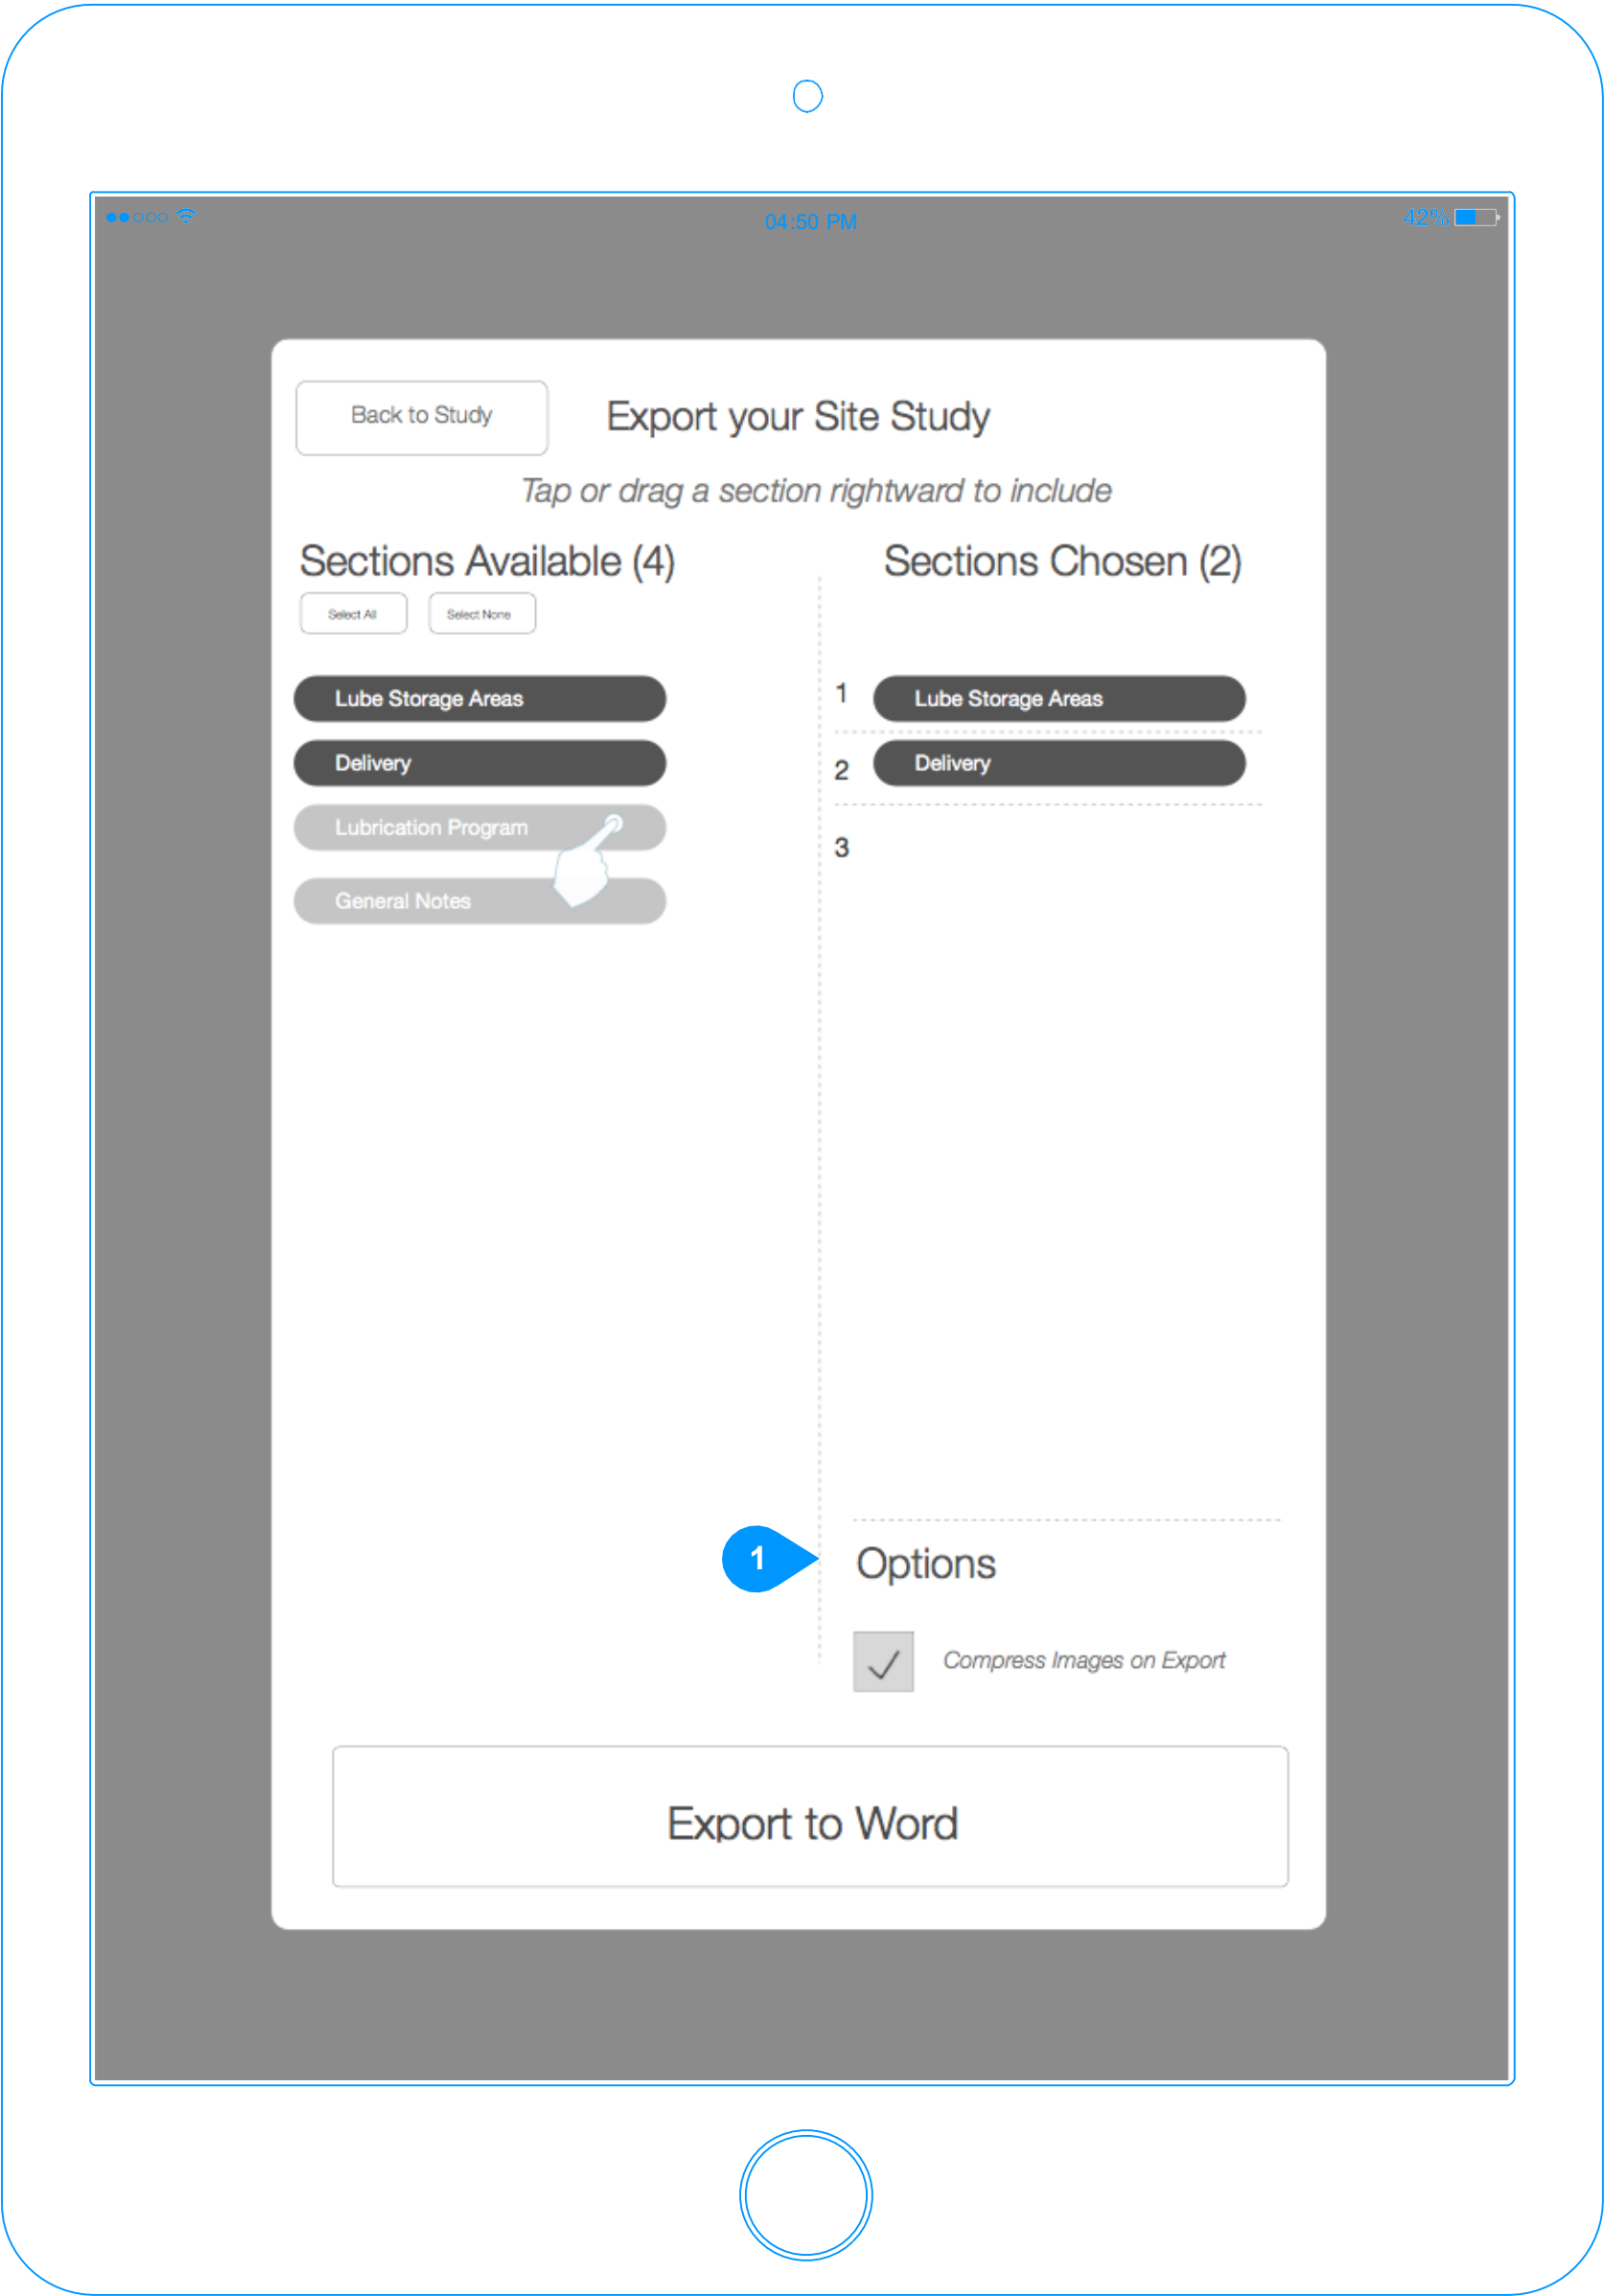 04:50 PM
42%
Back to Study
Export your Site Study
Tap or drag a section rightward to include
Sections Available (4)
Sections Chosen (2)
Select All
Select None
Lube Storage Areas
1
Lube Storage Areas
Delivery
2
Delivery
Lubrication Program
3
General Notes
1
Options
Compress Images on Export
Export to Word